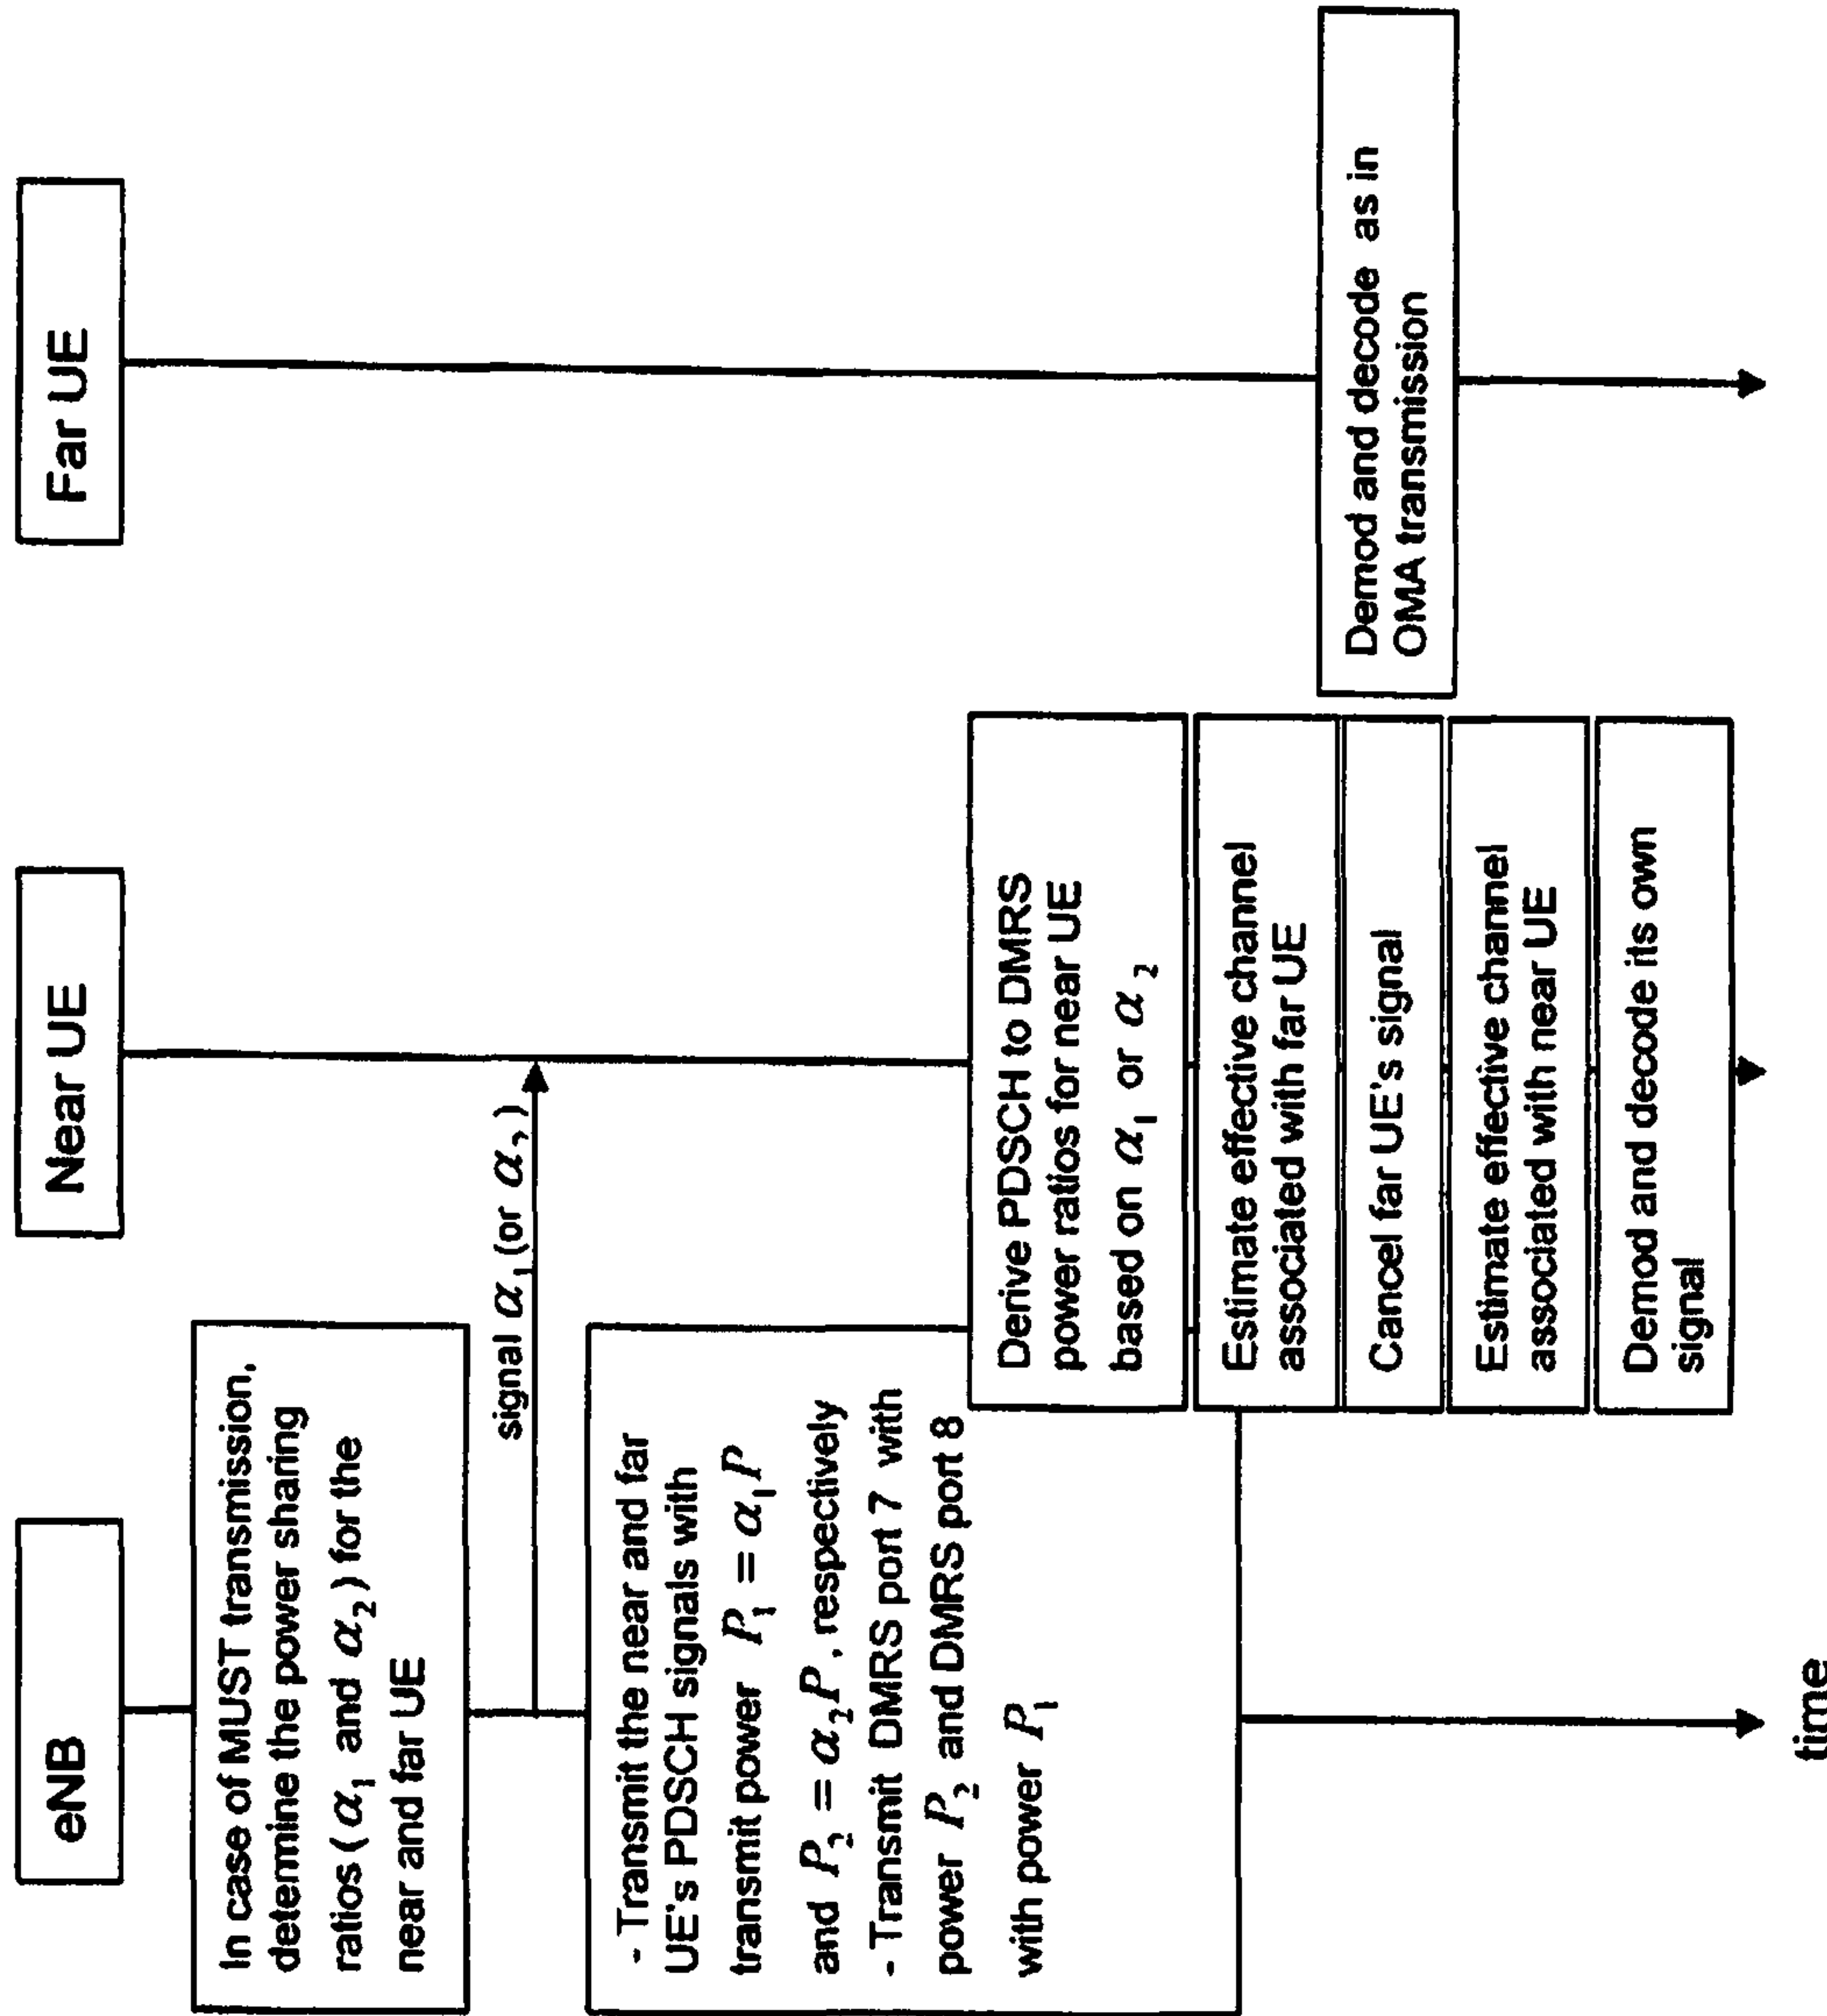 eNB
In case of MUST transmission,
determine the power sharing
ratios (α₁ and α₂) for the
near and far UE
signal α₁ (or α₂)
- Transmit the near and far
UE's PDSCH signals with
transmit power P₁ = α₁P
and P₂ = α₂P, respectively
- Transmit DMRS port 7 with
power P₂ and DMRS port 8
with power P₁
time
Near UE
Derive PDSCH to DMRS
power ratios for near UE
based on α₁ or α₂
Estimate effective channel
associated with far UE
Cancel far UE's signal
Estimate effective channel
associated with near UE
Demod and decode its own
signal
Far UE
Demod and decode as in
OMA transmission